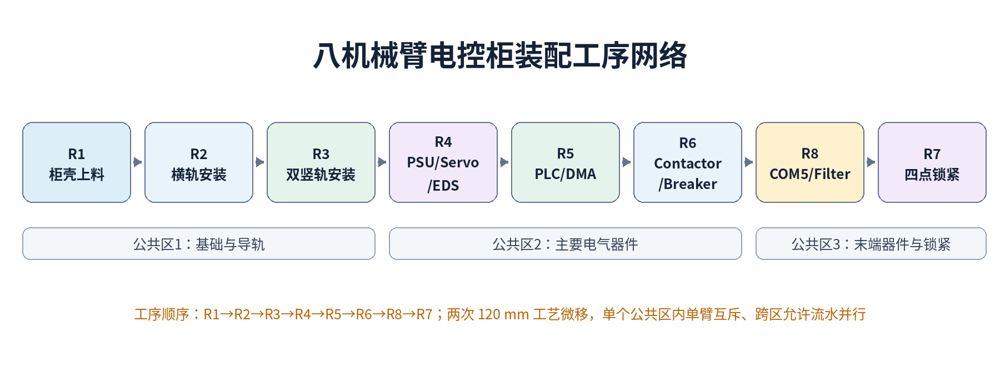 八机械臂电控柜装配工序网络
R1
柜壳上料
R2
横轨安装
R3
双竖轨安装
R4
PSU/Servo
/EDS
R5
PLC/DMA
R6
Contactor
/Breaker
R8
COM5/Filter
R7
四点锁紧
公共区1：基础与导轨
公共区2：主要电气器件
公共区3：末端器件与锁紧
工序顺序：R1→R2→R3→R4→R5→R6→R8→R7；两次 120 mm 工艺微移，单个公共区内单臂互斥、跨区允许流水并行